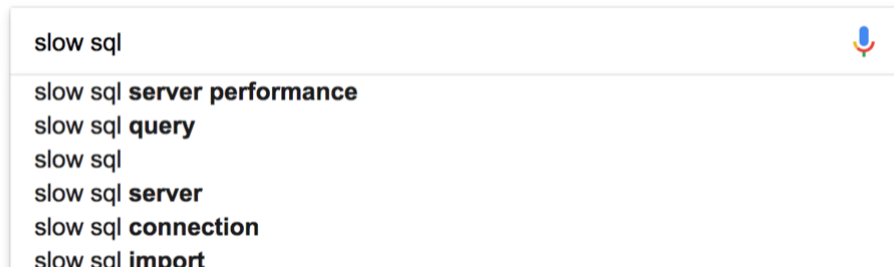 slow sql
slow sql server performance
slow sql query
slow sql
slow sql server
slow sql connection
slow sql import